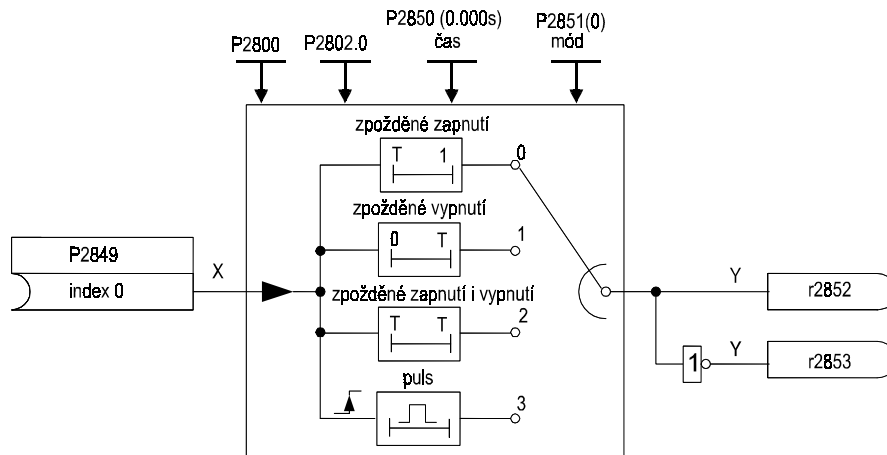 P2800
P2802.0
P2850 (0.000s)
čas
P2851(0)
mód
zpožděné zapnutí
T 1
0
zpožděné vypnutí
0 T
1
P2849
index 0
X
zpožděné zapnutí i vypnutí
T T
2
puls
3
Y
r2852
1
Y
r2853